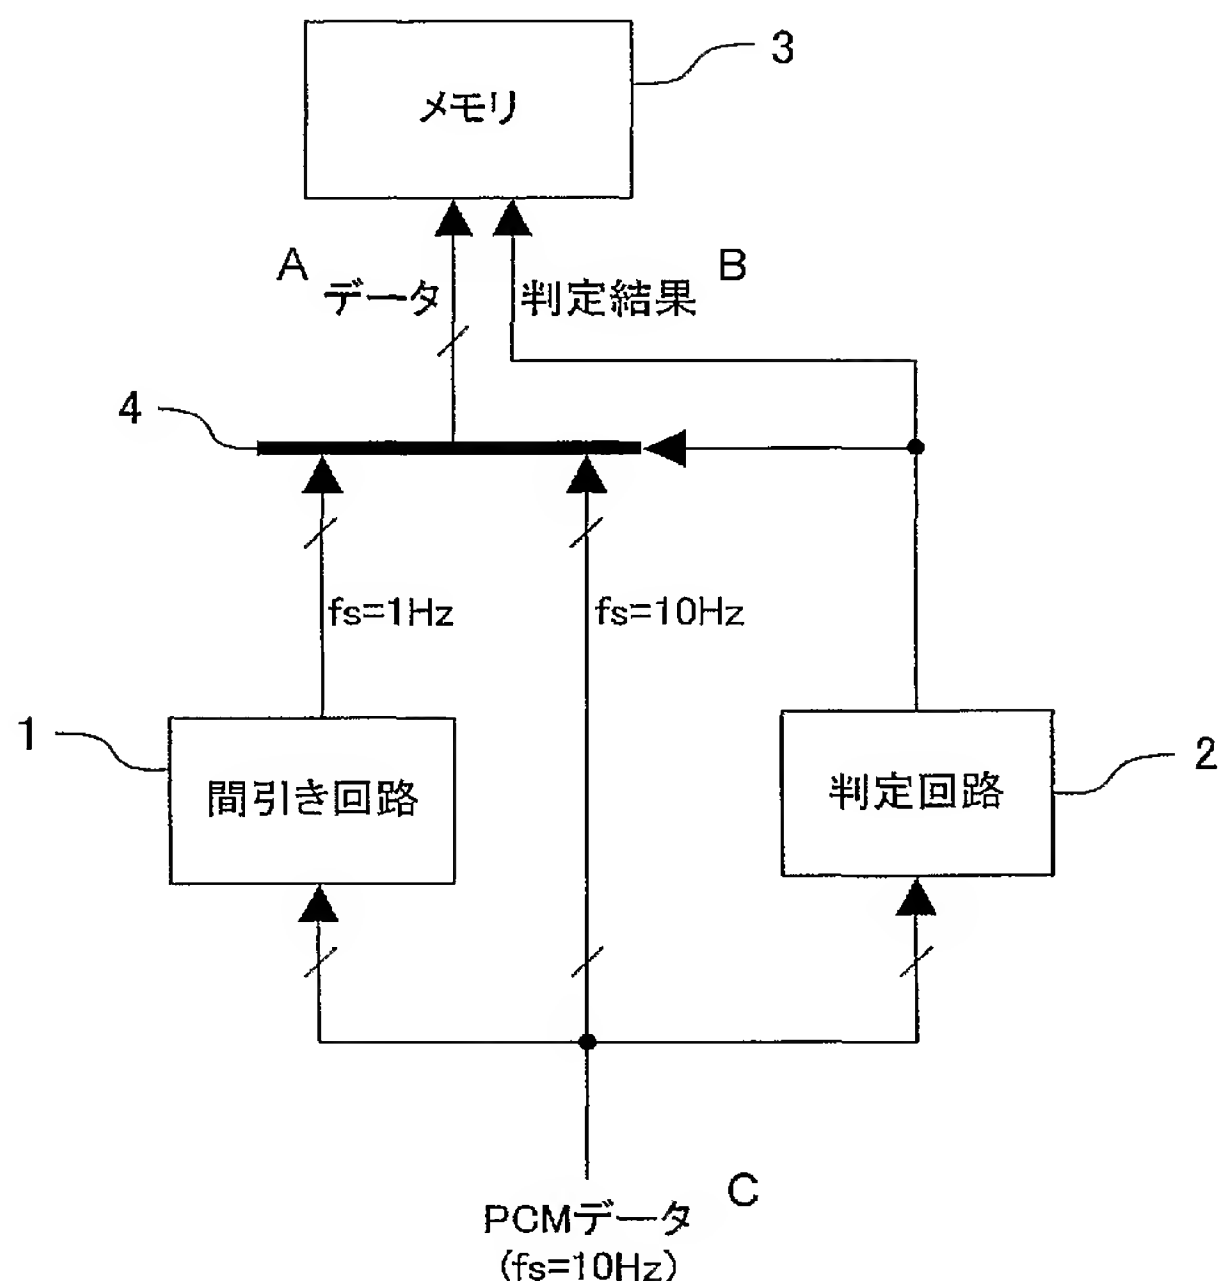 3
メモリ
A
データ
判定結果
B
4
fs=1Hz
fs=10Hz
1
間引き回路
判定回路
2
PCMデータ
C
(fs=10Hz)